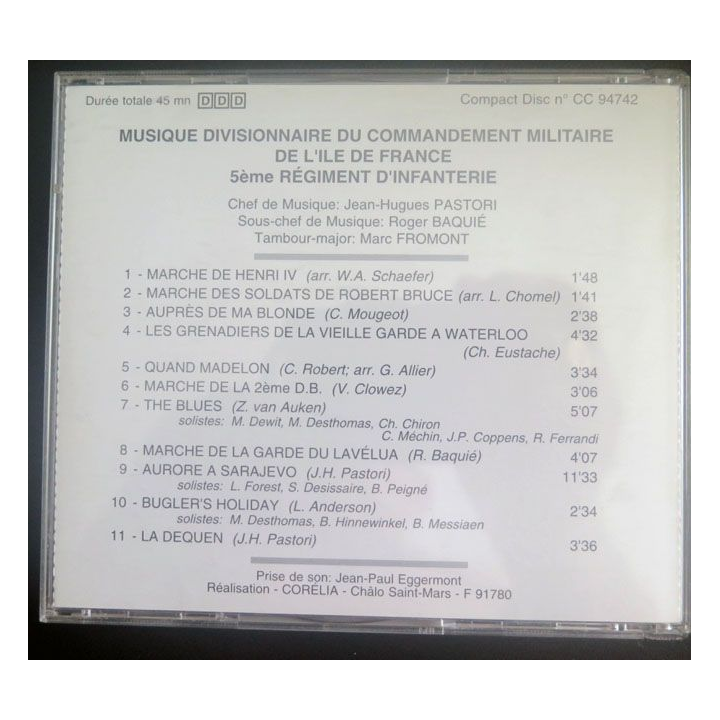 Durée totale 45 mn DDD Compact Disc n° CC 94742
MUSIQUE DIVISIONNAIRE DU COMMANDEMENT MILITAIRE
DE L'ILE DE FRANCE
5ème RÉGIMENT D'INFANTERIE
Chef de Musique: Jean-Hugues PASTORI
Sous-chef de Musique: Roger BAQUIÉ
Tambour-major: Marc FROMONT
1 - MARCHE DE HENRI IV (arr. W.A. Schaefer) 1'48
2 - MARCHE DES SOLDATS DE ROBERT BRUCE (arr. L. Chomel) 1'41
3 - AUPRÈS DE MA BLONDE (C. Mougeot) 2'38
4 - LES GRENADIERS DE LA VIEILLE GARDE A WATERLOO 4'32
(Ch. Eustache)
5 - QUAND MADELON (C. Robert; arr. G. Allier) 3'34
6 - MARCHE DE LA 2ème D.B. (V. Clowez) 3'06
7 - THE BLUES (Z. van Auken) 5'07
solistes: M. Dewit, M. Desthomas, Ch. Chiron
C. Méchin, J.P. Coppens, R. Ferrandi
8 - MARCHE DE LA GARDE DU LAVÉLUA (R. Baquié) 4'07
9 - AURORE A SARAJEVO (J.H. Pastori) 11'33
solistes: L. Forest, S. Desissaire, B. Peigné
10 - BUGLER'S HOLIDAY (L. Anderson) 2'34
solistes: M. Desthomas, B. Hinnewinkel, B. Messiaen
11 - LA DEQUEN (J.H. Pastori) 3'36
Prise de son: Jean-Paul Eggermont
Réalisation - CORÉLIA - Châlo Saint-Mars - F 91780